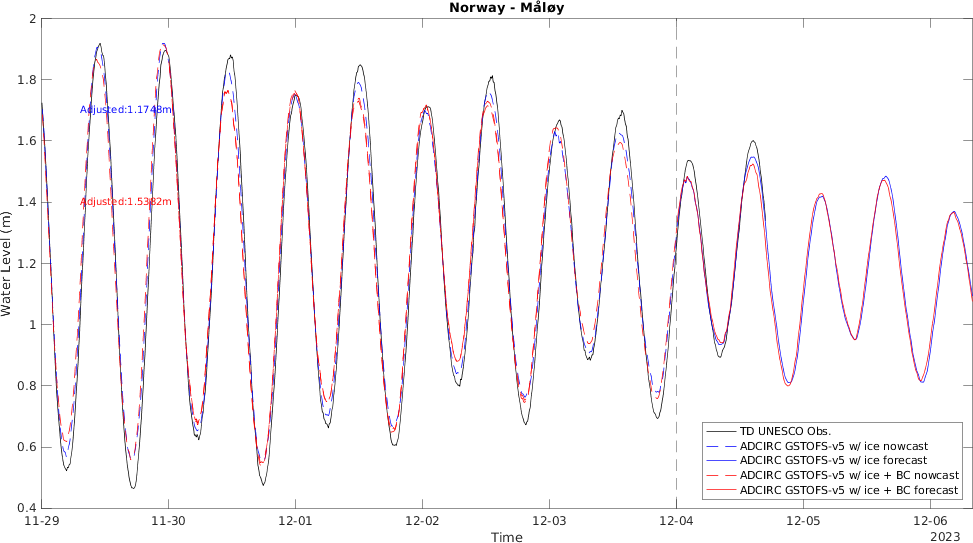 Norway - Måløy
2
1.8
1.6
1.4
1.2
1
0.8
0.6
0.4
Water Level (m)
Adjusted:1.1748m
Adjusted:1.5382m
TD UNESCO Obs.
ADCIRC GSTOFS-v5 w/ ice nowcast
ADCIRC GSTOFS-v5 w/ ice forecast
ADCIRC GSTOFS-v5 w/ ice + BC nowcast
ADCIRC GSTOFS-v5 w/ ice + BC forecast
11-29 11-30 12-01 12-02 12-03 12-04 12-05 12-06
Time
2023